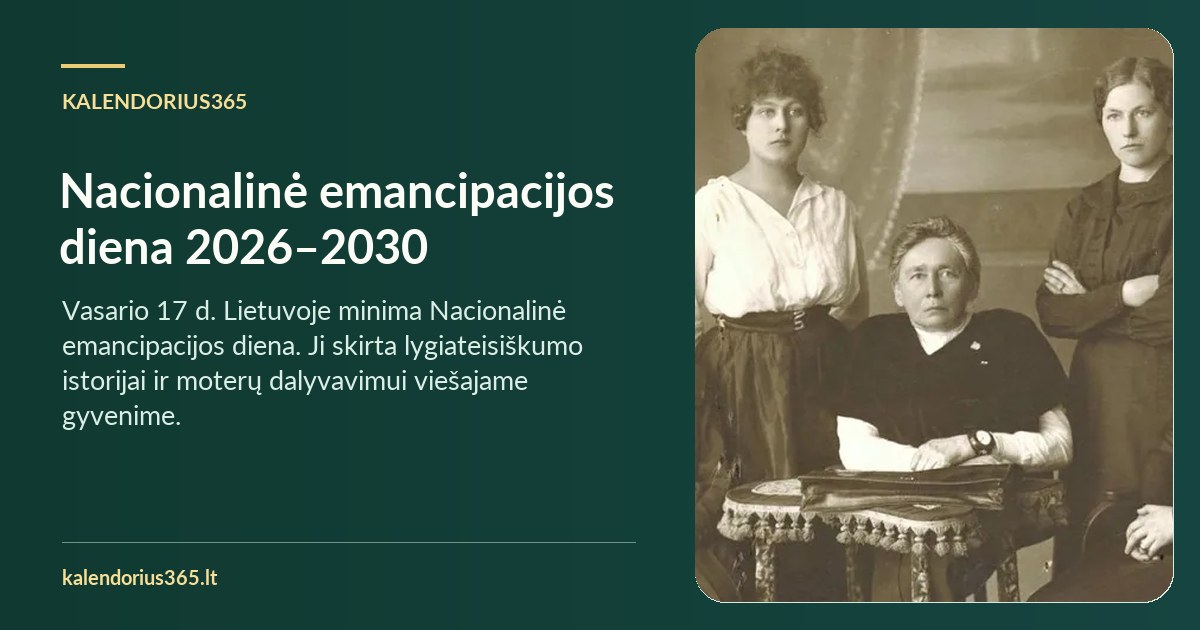 KALENDORIUS365
Nacionalinė emancipacijos
diena 2026–2030
Vasario 17 d. Lietuvoje minima Nacionalinė
emancipacijos diena. Ji skirta lygiateisiškumo
istorijai ir moterų dalyvavimui viešajame
gyvenime.
kalendorius365.lt